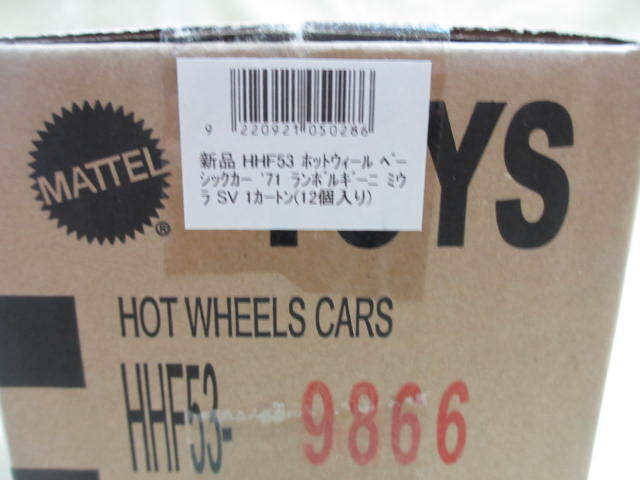 9 220921 050286
新品 HHF53 ﾎｯﾄｳｨｰﾙ ﾍﾞｰ
ｼｯｸｶｰ '71 ﾗﾝﾎﾞﾙｷﾞｰﾆ ﾐｳ
ﾗ SV 1ｶｰﾄﾝ(12個入り)
MATTEL
®
TOYS
HOT WHEELS CARS
HHF53-
9866